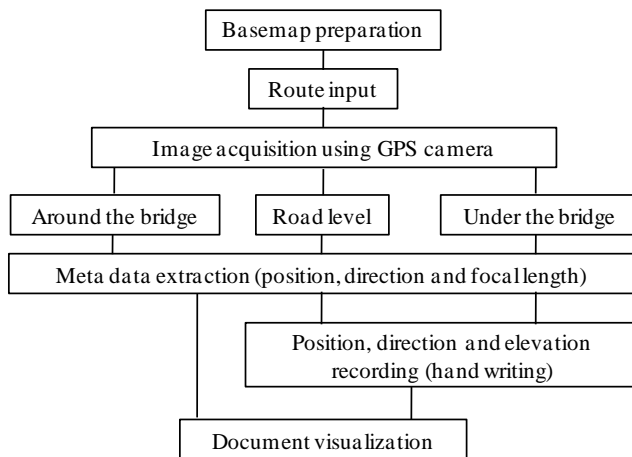 Basemap preparation
Route input
Image acquisition using GPS camera
Around the bridge
Road level
Under the bridge
Meta data extraction (position, direction and focal length)
Position, direction and elevation
recording (hand writing)
Document visualization